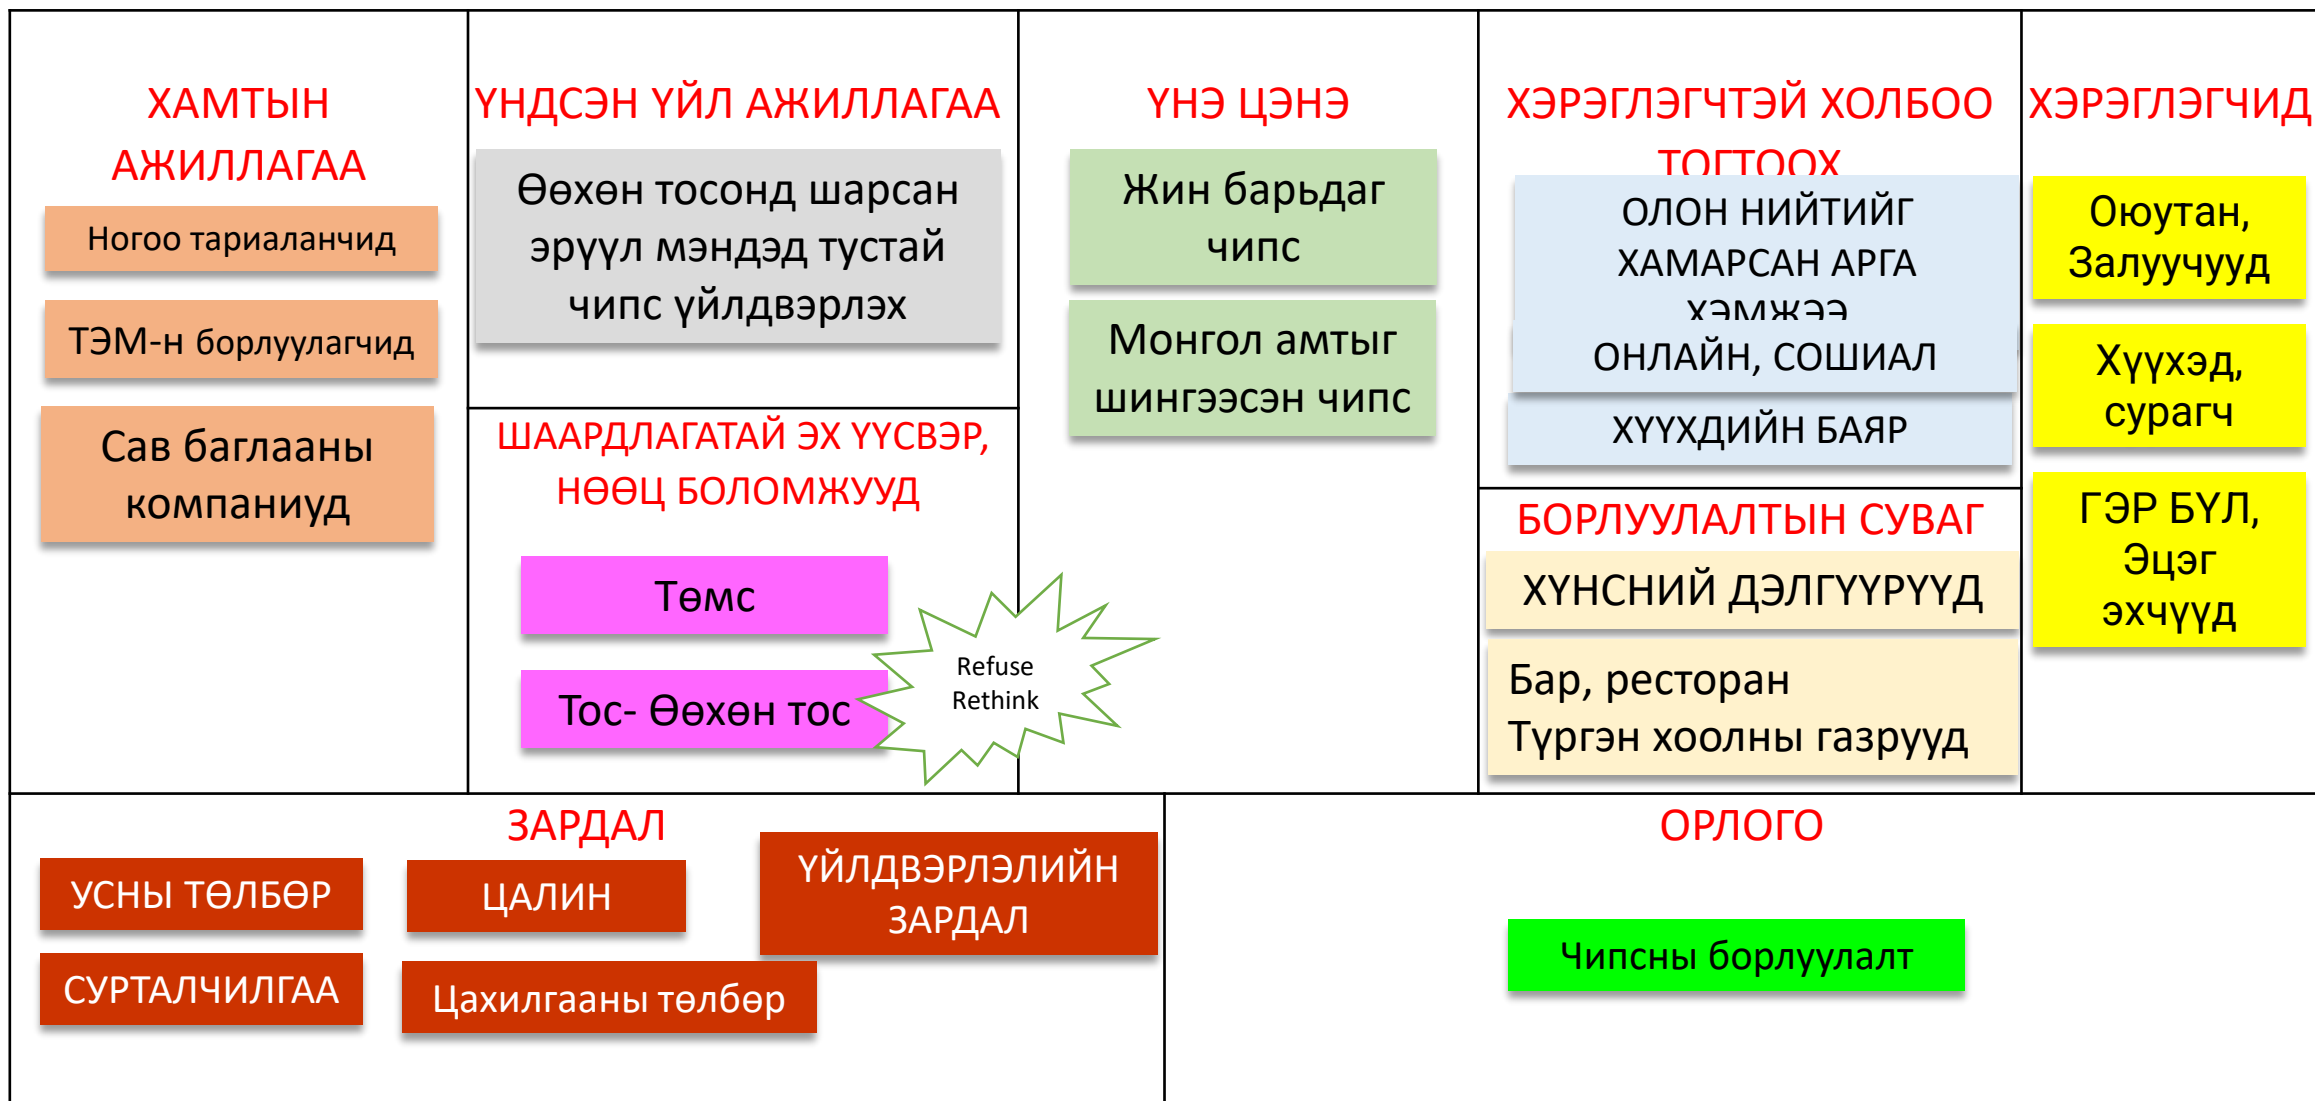 ХАМТЫН
АЖИЛЛАГАА
Ногоо тариаланчид
ТЭМ-н борлуулагчид
Сав баглааны
компаниуд
ҮНДСЭН ҮЙЛ АЖИЛЛАГАА
Өөхөн тосонд шарсан
эрүүл мэндэд тустай
чипс үйлдвэрлэх
ШААРДЛАГАТАЙ ЭХ ҮҮСВЭР,
НӨӨЦ БОЛОМЖУУД
Төмс
Тос- Өөхөн тос
Refuse
Rethink
ҮНЭ ЦЭНЭ
Жин барьдаг
чипс
Монгол амтыг
шингээсэн чипс
ХЭРЭГЛЭГЧТЭЙ ХОЛБОО
ТОГТООХ
ОЛОН НИЙТИЙГ
ХАМАРСАН АРГА
ХЭМЖЭЭ
ОНЛАЙН, СОШИАЛ
ХҮҮХДИЙН БАЯР
БОРЛУУЛАЛТЫН СУВАГ
ХҮНСНИЙ ДЭЛГҮҮРҮҮД
Бар, ресторан
Түргэн хоолны газрууд
ХЭРЭГЛЭГЧИД
Оюутан,
Залуучууд
Хүүхэд,
сурагч
ГЭР БҮЛ,
Эцэг
эхчүүд
ЗАРДАЛ
УСНЫ ТӨЛБӨР
ЦАЛИН
ҮЙЛДВЭРЛЭЛИЙН
ЗАРДАЛ
СУРТАЛЧИЛГАА
Цахилгааны төлбөр
ОРЛОГО
Чипсны борлуулалт